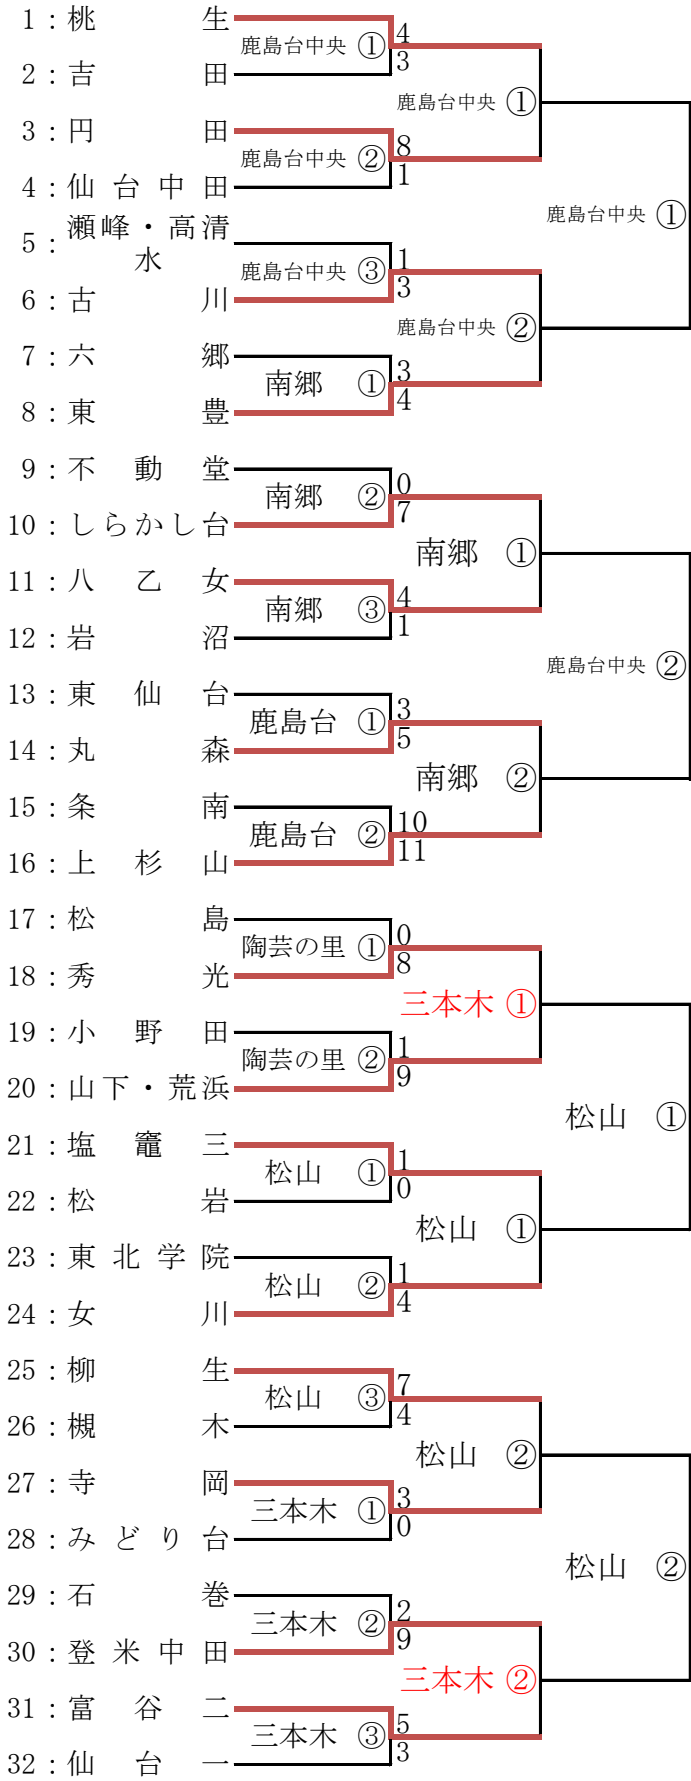 1：桃生
鹿島台中央 ① 4
3
2：吉田
鹿島台中央 ①
3：円田
鹿島台中央 ② 8
1
4：仙台中田
鹿島台中央 ①
5：瀬峰・高清水
鹿島台中央 ③ 1
3
6：古川
鹿島台中央 ②
7：六郷
南郷 ① 3
4
8：東豊
9：不動堂
南郷 ② 0
7
10：しらかし台
南郷 ①
11：八乙女
南郷 ③ 4
1
12：岩沼
鹿島台中央 ②
13：東仙台
鹿島台 ① 3
5
14：丸森
南郷 ②
15：条南
鹿島台 ② 10
11
16：上杉山
17：松島
陶芸の里 ① 0
8
18：秀光
三本木 ①
19：小野田
陶芸の里 ② 1
9
20：山下・荒浜
松山 ①
21：塩竈三
松山 ① 1
0
22：松岩
松山 ①
23：東北学院
松山 ② 1
4
24：女川
25：柳生
松山 ③ 7
4
26：槻木
松山 ②
27：寺岡
三本木 ① 3
0
28：みどり台
松山 ②
29：石巻
三本木 ② 2
9
30：登米中田
三本木 ②
31：富谷二
三本木 ③ 5
3
32：仙台一